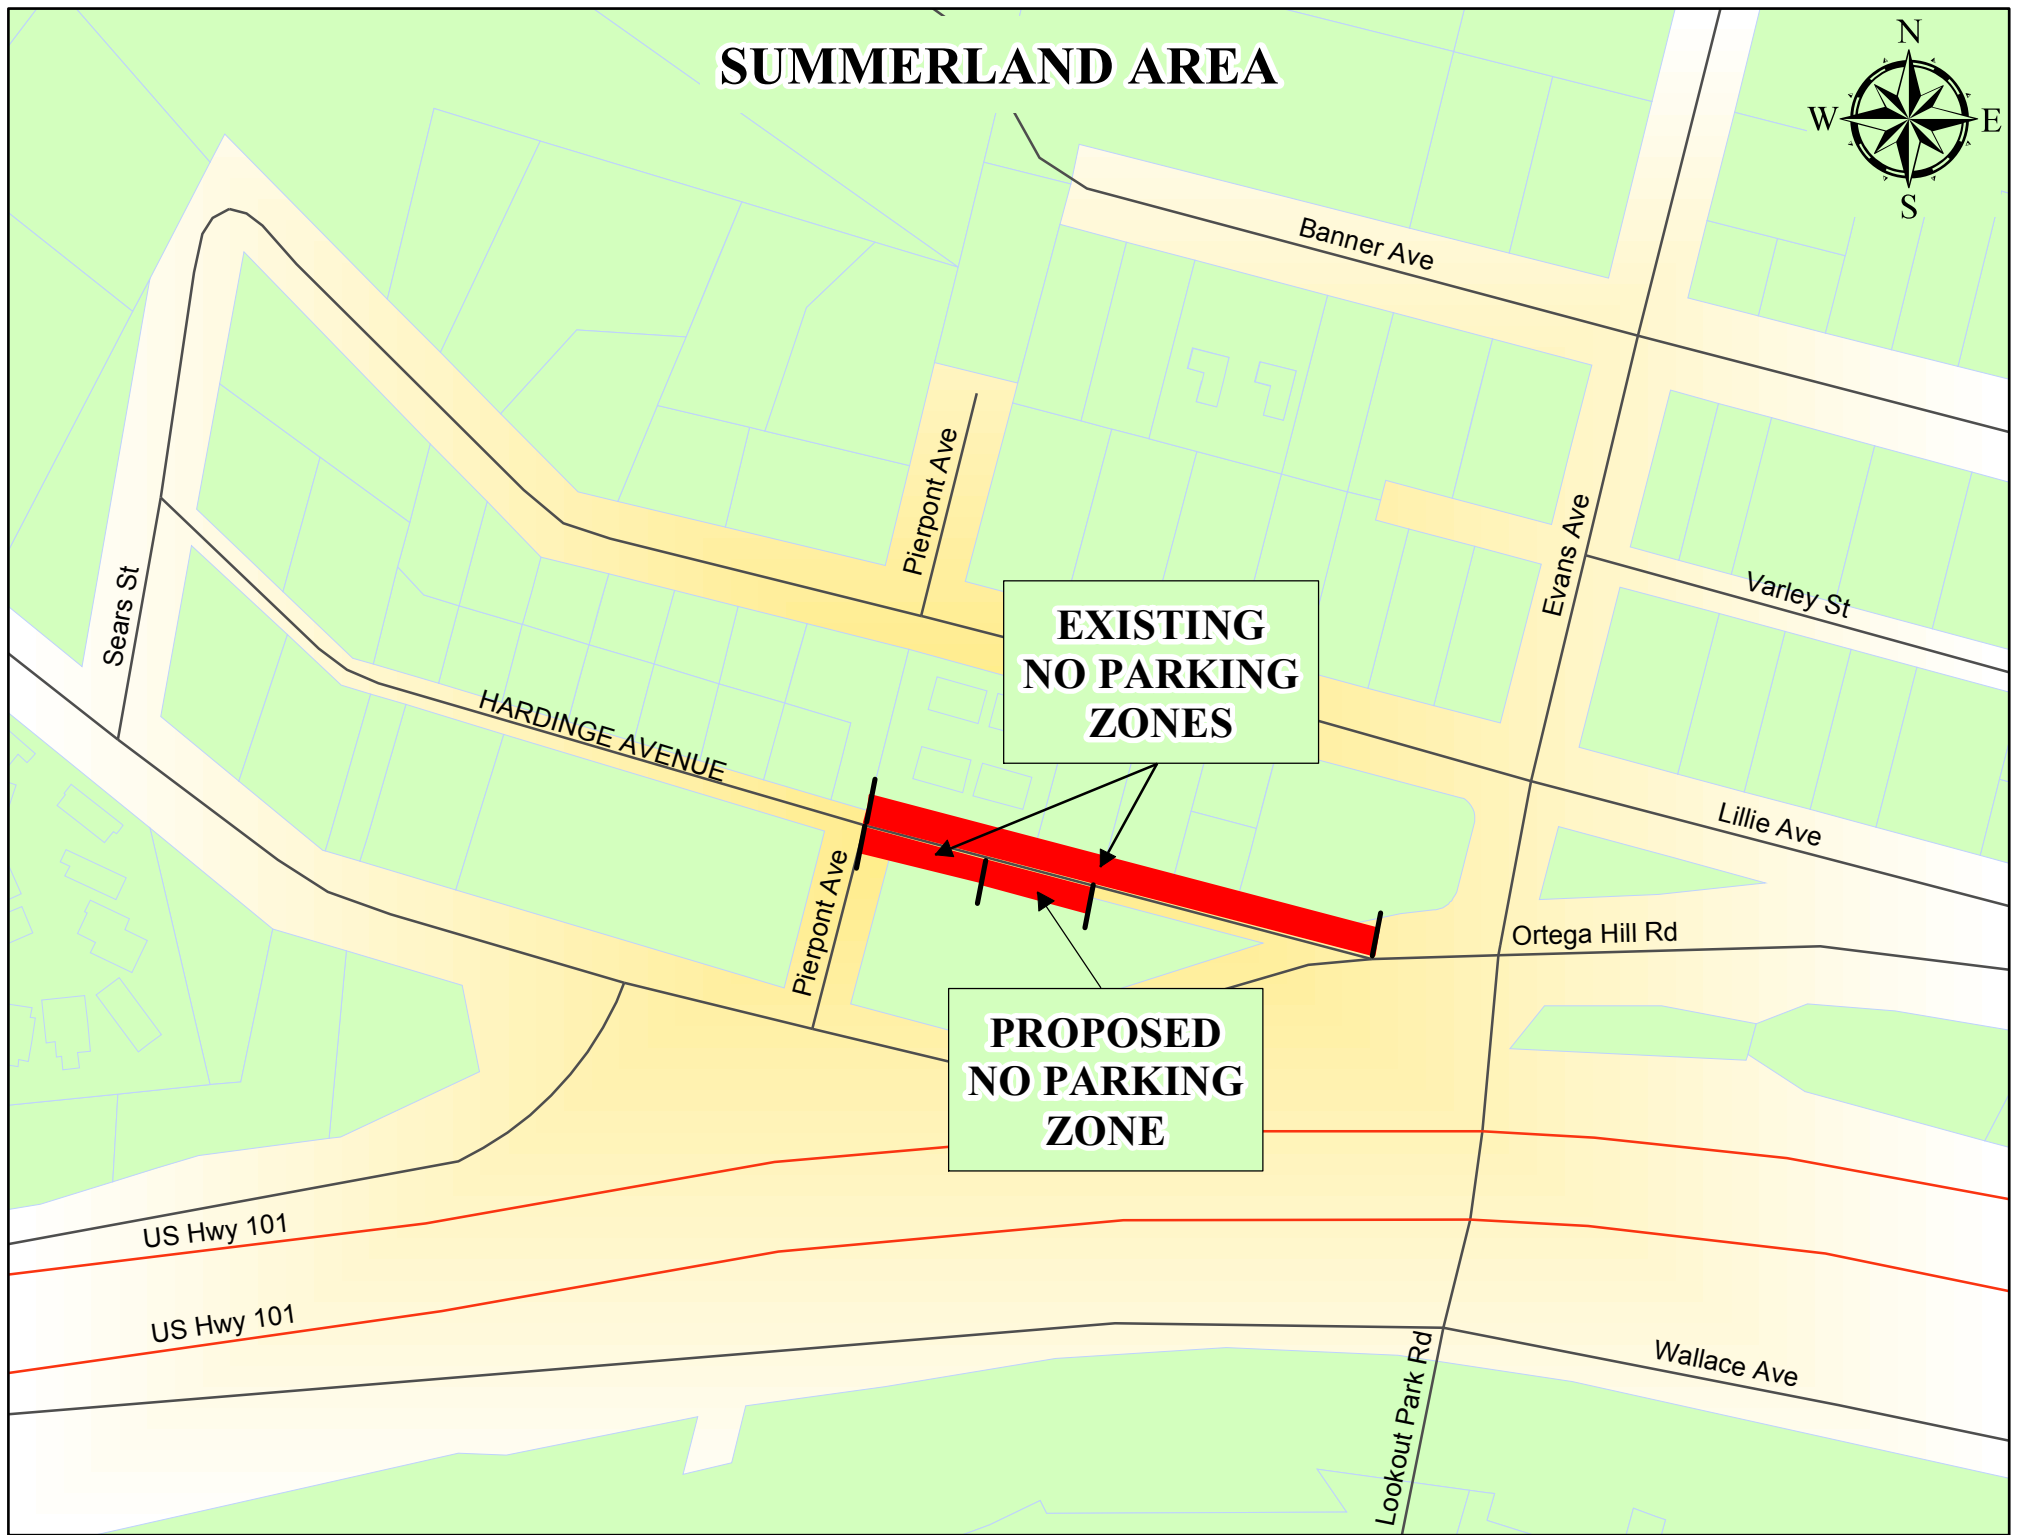 SUMMERLAND AREA
N
W
E
S
Banner Ave
Pierpont Ave
Evans Ave
Varley St
Sears St
EXISTING
NO PARKING
ZONES
HARDINGE AVENUE
Lillie Ave
Pierpont Ave
Ortega Hill Rd
PROPOSED
NO PARKING
ZONE
US Hwy 101
US Hwy 101
Wallace Ave
Lookout Park Rd